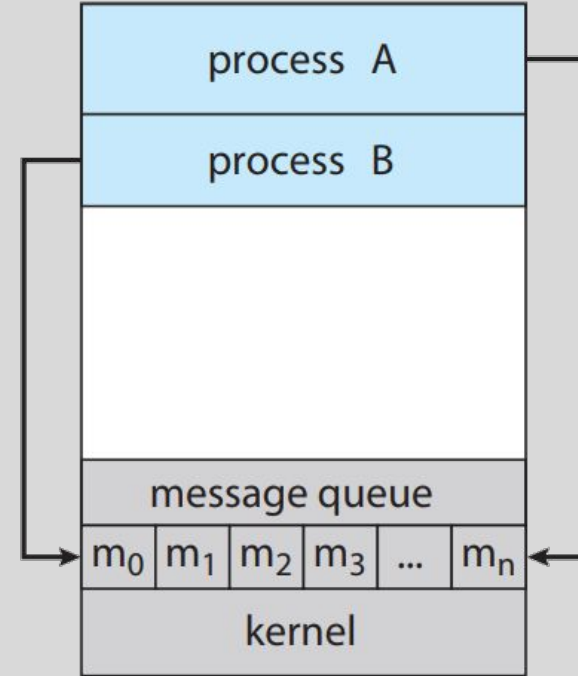 process A
process B
message queue
m₀ m₁ m₂ m₃ ... mₙ
kernel